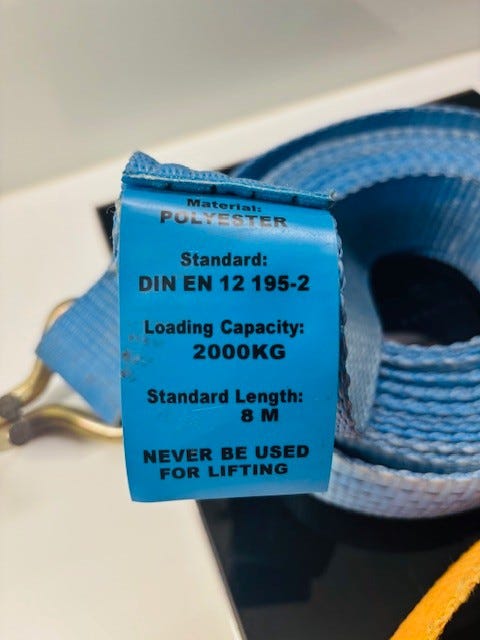 Material:
POLYESTER
Standard:
DIN EN 12 195-2
Loading Capacity:
2000KG
Standard Length:
8 M
NEVER BE USED
FOR LIFTING